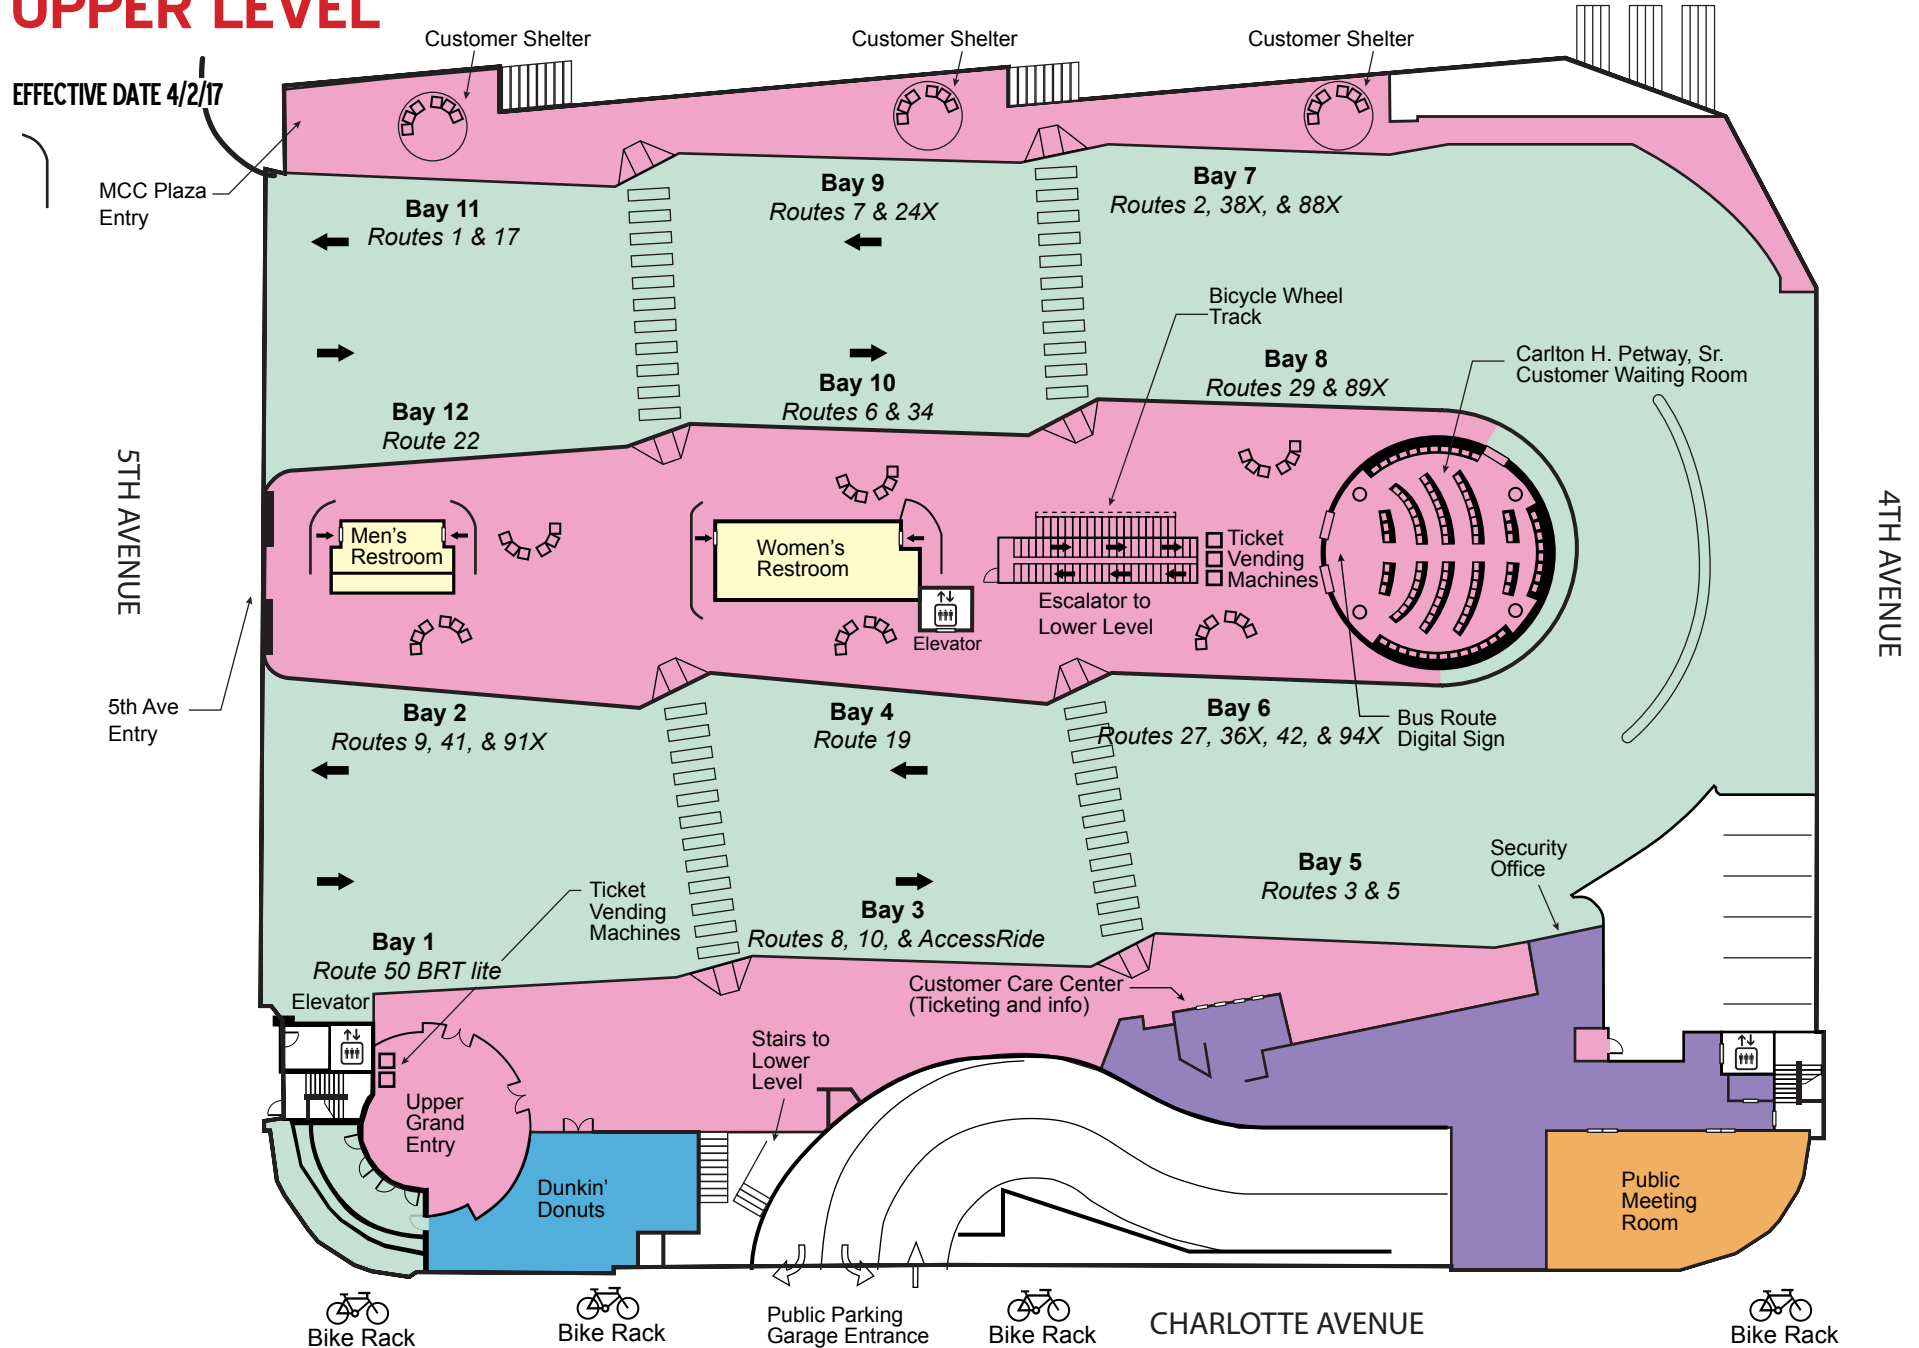 UPPER LEVEL
EFFECTIVE DATE 4/2/17
Customer Shelter
Customer Shelter
Customer Shelter
MCC Plaza
Entry
Bay 11
Routes 1 & 17
Bay 9
Routes 7 & 24X
Bay 7
Routes 2, 38X, & 88X
Bicycle Wheel
Track
Bay 12
Route 22
Bay 10
Routes 6 & 34
Bay 8
Routes 29 & 89X
Carlton H. Petway, Sr.
Customer Waiting Room
5TH AVENUE
4TH AVENUE
Men's
Restroom
Women's
Restroom
Ticket
Vending
Machines
Escalator to
Lower Level
Elevator
5th Ave
Entry
Bay 2
Routes 9, 41, & 91X
Bay 4
Route 19
Bay 6
Routes 27, 36X, 42, & 94X
Bus Route
Digital Sign
Ticket
Vending
Machines
Bay 1
Route 50 BRT lite
Bay 3
Routes 8, 10, & AccessRide
Bay 5
Routes 3 & 5
Security
Office
Elevator
Customer Care Center
(Ticketing and info)
Stairs to
Lower
Level
Upper
Grand
Entry
Dunkin'
Donuts
Public
Meeting
Room
Bike Rack
Bike Rack
Public Parking
Garage Entrance
Bike Rack
CHARLOTTE AVENUE
Bike Rack